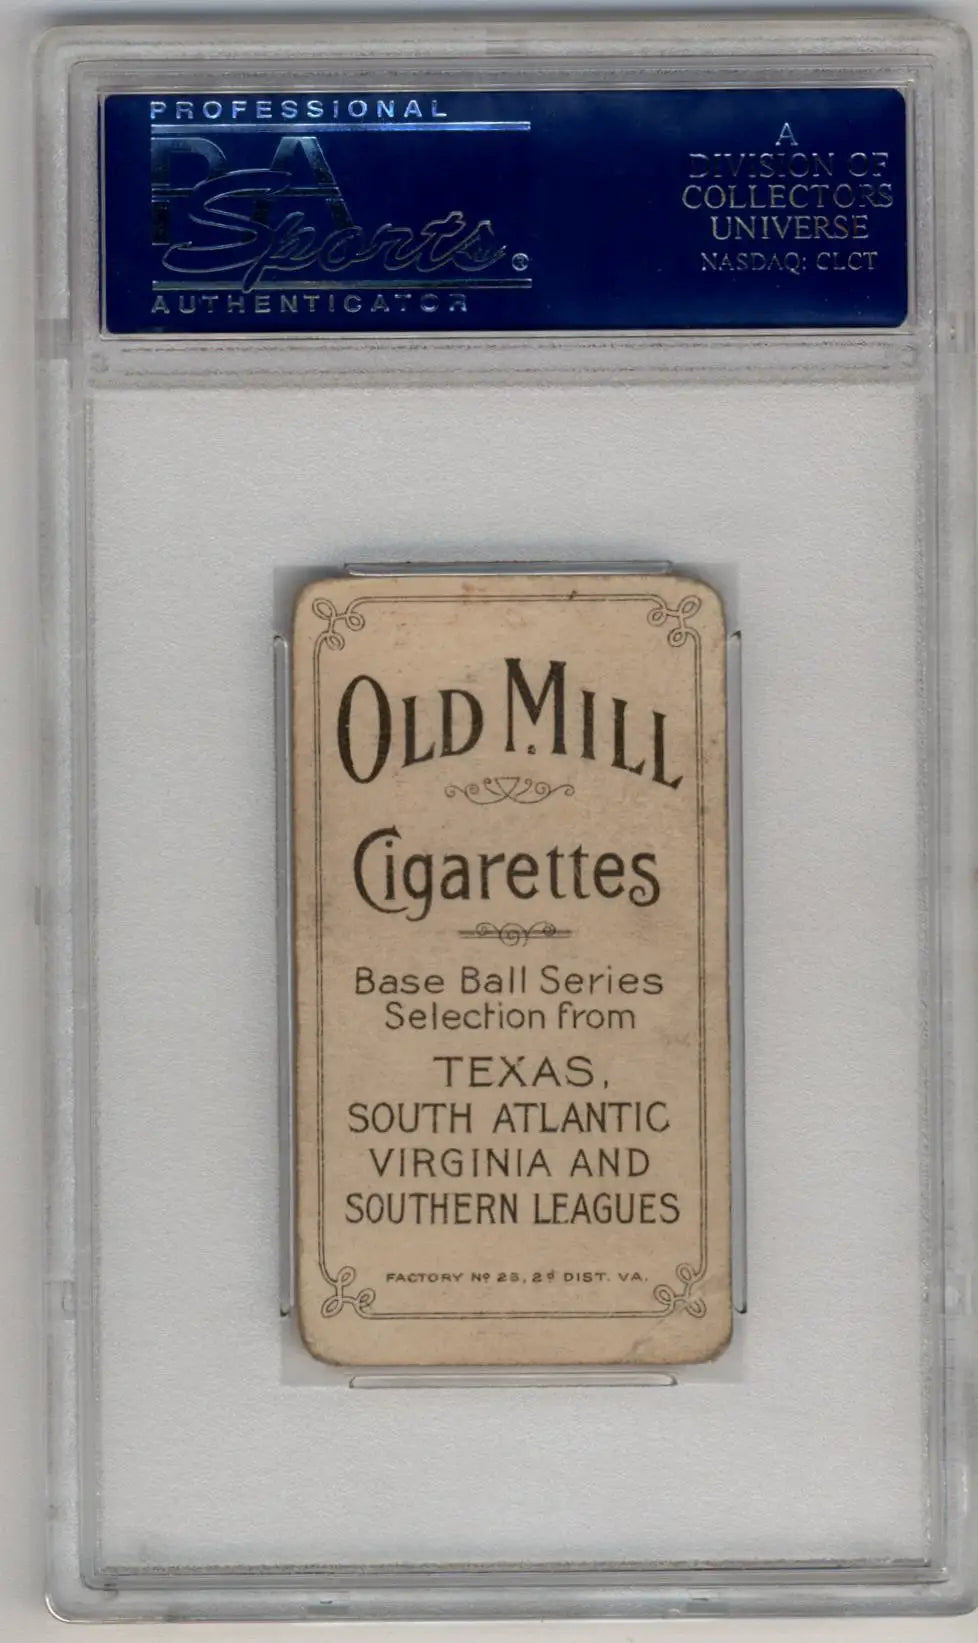 PROFESSIONAL
PSA
Sports®
AUTHENTICATOR
A
DIVISION OF
COLLECTORS
UNIVERSE
NASDAQ: CLCT
OLD MILL
Cigarettes
Base Ball Series
Selection from
TEXAS,
SOUTH ATLANTIC
VIRGINIA AND
SOUTHERN LEAGUES
FACTORY Nº 25, 2ᵈ DIST. VA.